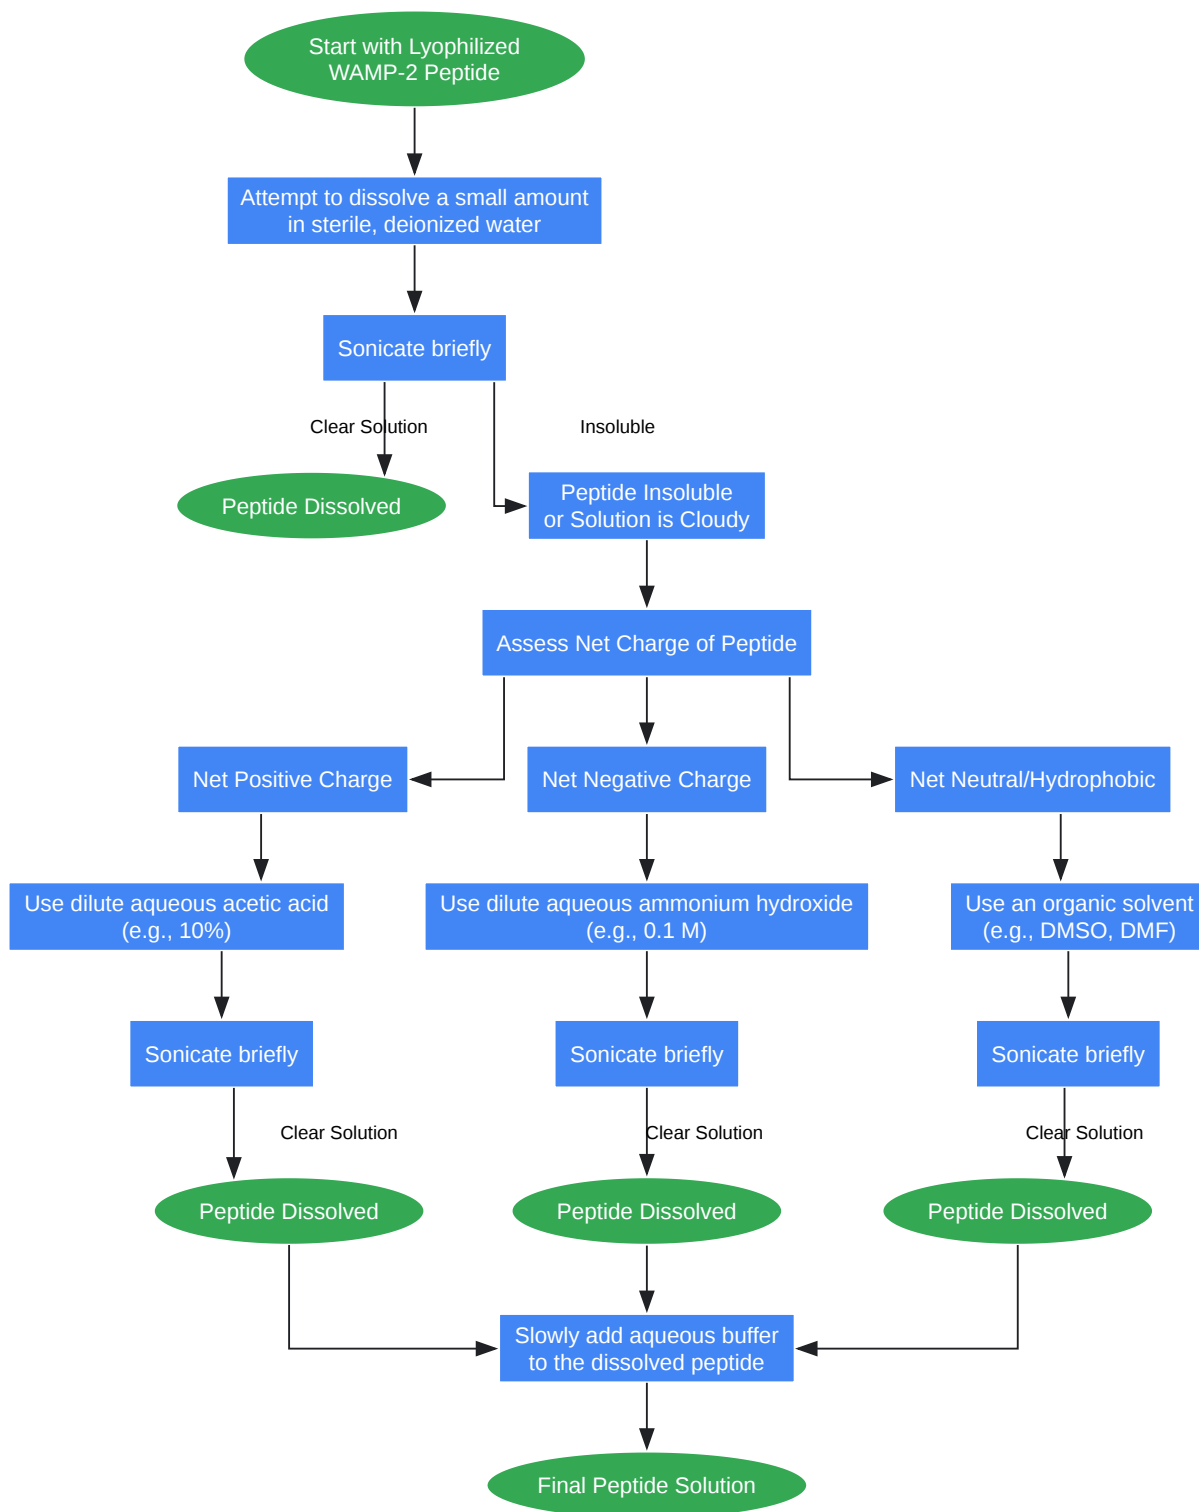 Start with Lyophilized
WAMP-2 Peptide
Attempt to dissolve a small amount
in sterile, deionized water
Sonicate briefly
Clear Solution
Insoluble
Peptide Dissolved
Peptide Insoluble
or Solution is Cloudy
Assess Net Charge of Peptide
Net Positive Charge
Net Negative Charge
Net Neutral/Hydrophobic
Use dilute aqueous acetic acid
(e.g., 10%)
Use dilute aqueous ammonium hydroxide
(e.g., 0.1 M)
Use an organic solvent
(e.g., DMSO, DMF)
Sonicate briefly
Sonicate briefly
Sonicate briefly
Clear Solution
Clear Solution
Clear Solution
Peptide Dissolved
Peptide Dissolved
Peptide Dissolved
Slowly add aqueous buffer
to the dissolved peptide
Final Peptide Solution